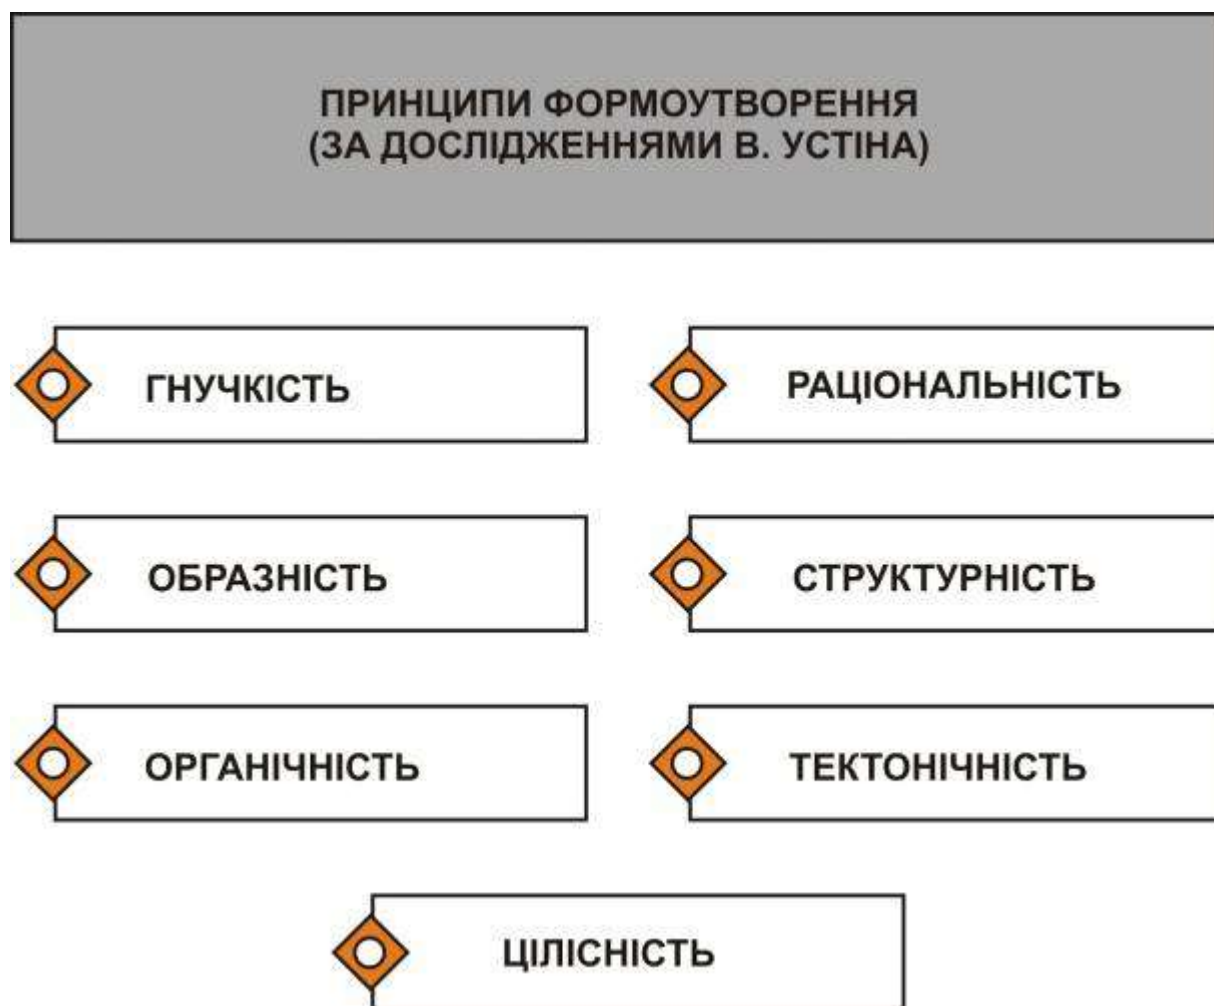 ПРИНЦИПИ ФОРМОУТВОРЕННЯ
(ЗА ДОСЛІДЖЕННЯМИ В. УСТІНА)
ГНУЧКІСТЬ
РАЦІОНАЛЬНІСТЬ
ОБРАЗНІСТЬ
СТРУКТУРНІСТЬ
ОРГАНІЧНІСТЬ
ТЕКТОНІЧНІСТЬ
ЦІЛІСНІСТЬ